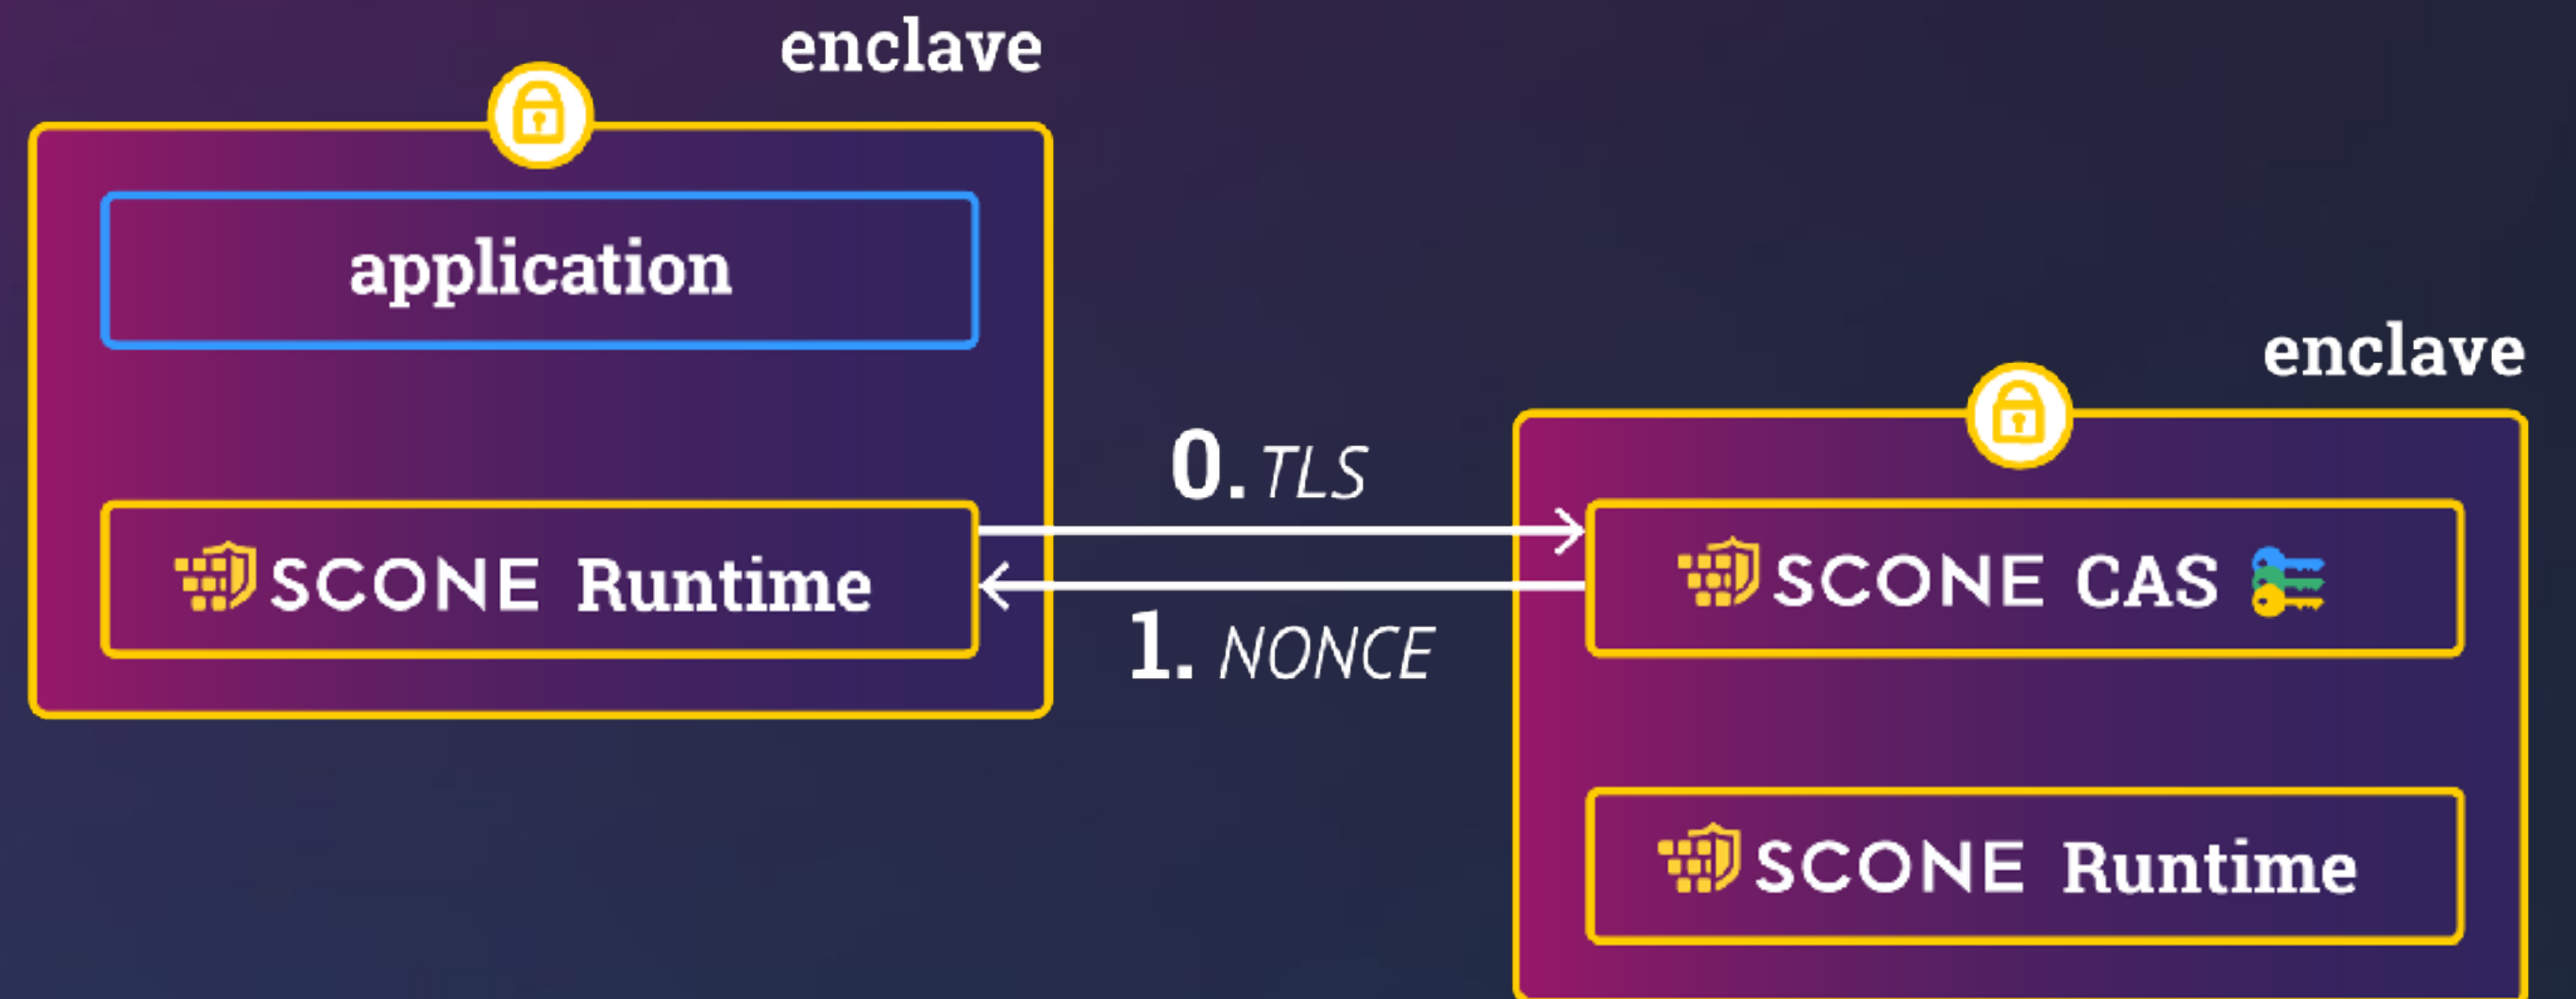 enclave
application
SCONE Runtime
0. TLS
1. NONCE
enclave
SCONE CAS
SCONE Runtime